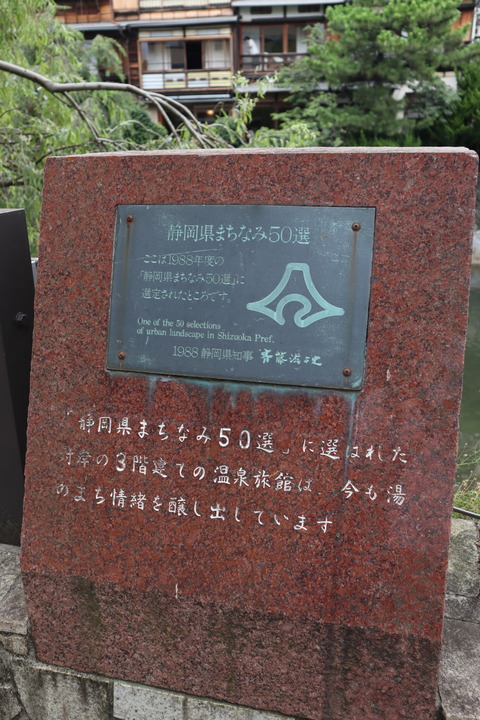 静岡県まちなみ50選
ここは1988年度の
「静岡県まちなみ50選」に
選定されたところです。
One of the 50 selections
of urban landscape in Shizuoka Pref.
1988 静岡県知事 斉藤滋与史
「静岡県まちなみ50選」に選ばれた
対岸の3階建ての温泉旅館は、今も湯
のまち情緒を醸し出しています